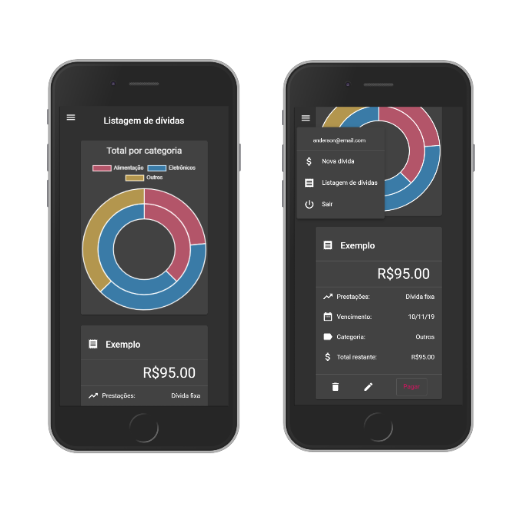 Listagem de dívidas
Total por categoria
Alimentação
Eletrônicos
Outros
Exemplo
R$95.00
Prestações:
Dívida fixa
anderson@email.com
Nova dívida
Listagem de dívidas
Sair
Exemplo
R$95.00
Prestações:
Dívida fixa
Vencimento:
10/11/19
Categoria:
Outros
Total restante:
R$95.00